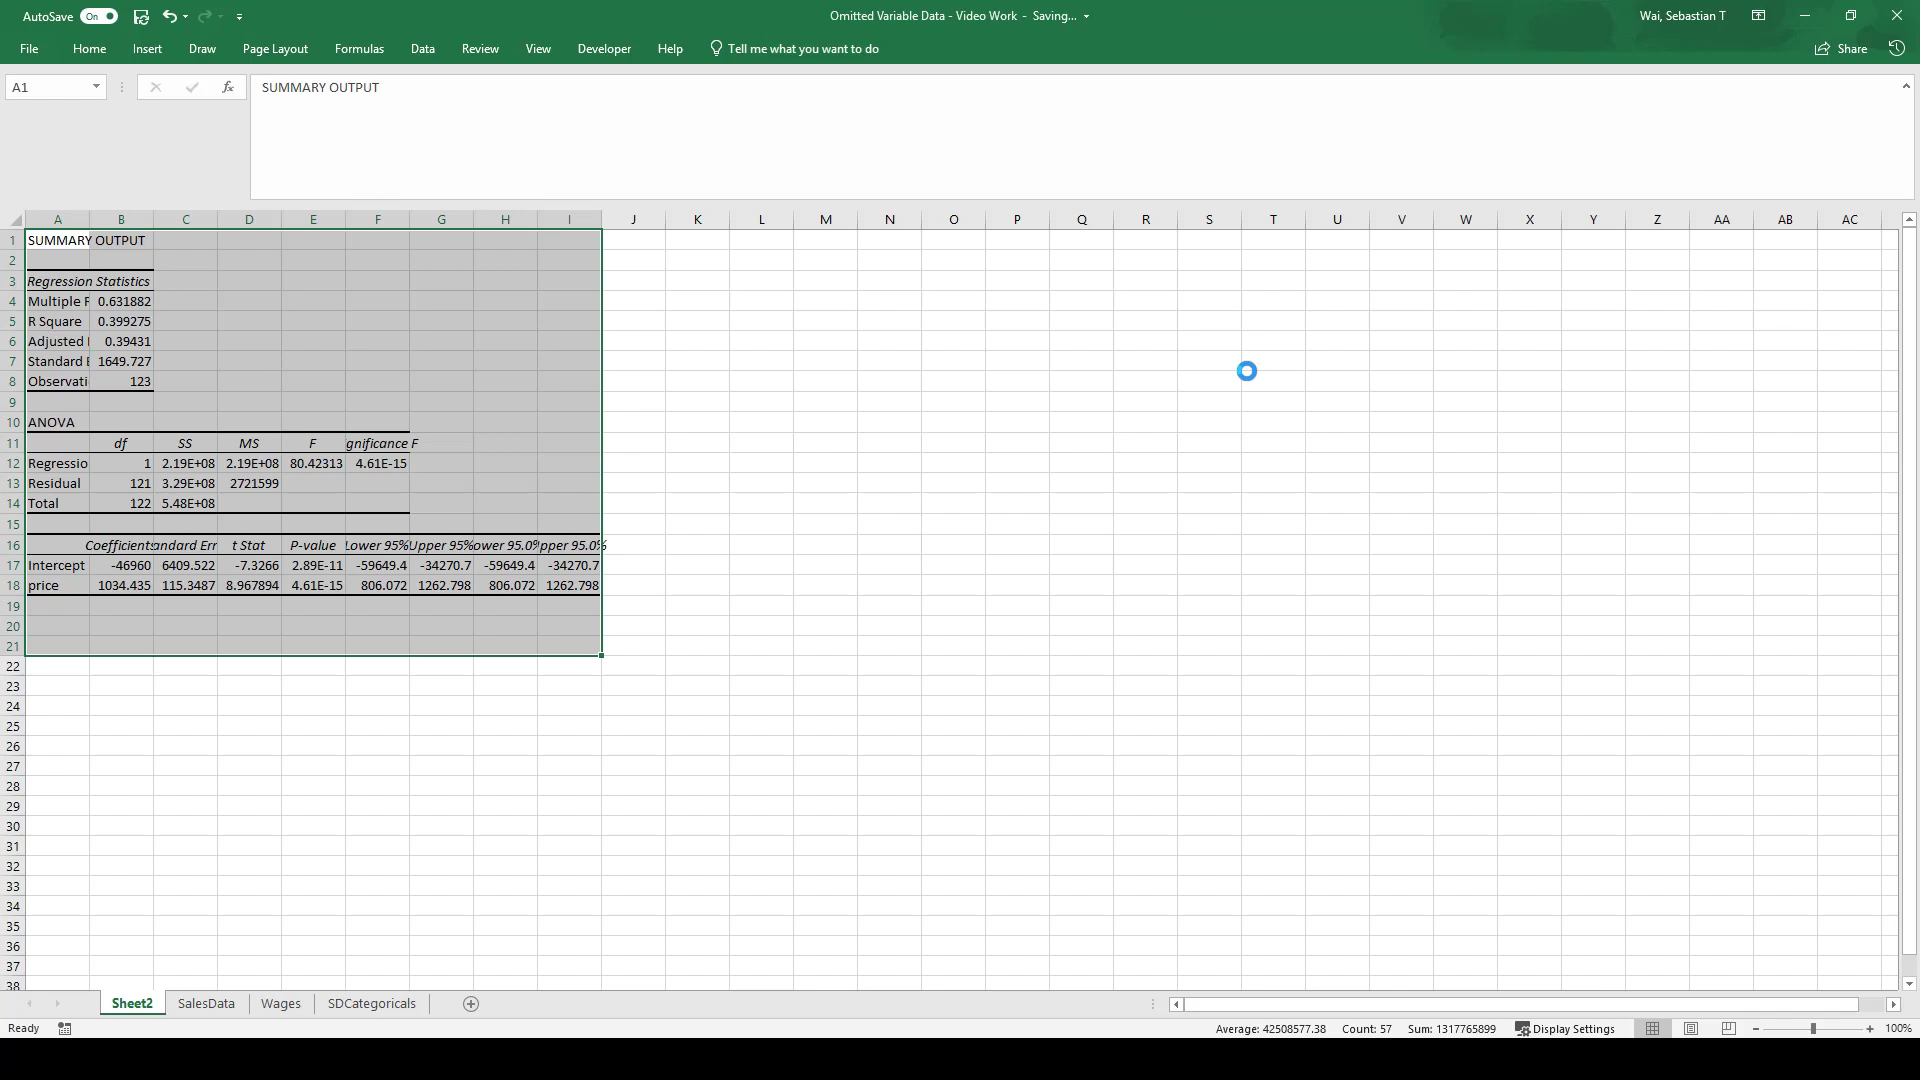 AutoSave On Omitted Variable Data - Video Work - Saving... Wai, Sebastian T
File Home Insert Draw Page Layout Formulas Data Review View Developer Help Tell me what you want to do Share
A1 fx SUMMARY OUTPUT
A B C D E F G H I J K L M N O P Q R S T U V W X Y Z AA AB AC
1 SUMMARY OUTPUT
2
3 Regression Statistics
4 Multiple R 0.631882
5 R Square 0.399275
6 Adjusted 0.39431
7 Standard E 1649.727
8 Observati 123
9
10 ANOVA
11 df SS MS F gnificance F
12 Regressio 1 2.19E+08 2.19E+08 80.42313 4.61E-15
13 Residual 121 3.29E+08 2721599
14 Total 122 5.48E+08
15
16 Coefficients andard Err t Stat P-value Lower 95% Upper 95% ower 95.0% pper 95.0%
17 Intercept -46960 6409.522 -7.3266 2.89E-11 -59649.4 -34270.7 -59649.4 -34270.7
18 price 1034.435 115.3487 8.967894 4.61E-15 806.072 1262.798 806.072 1262.798
19
20
21
22
23
24
25
26
27
28
29
30
31
32
33
34
35
36
37
38
Sheet2 SalesData Wages SDCategoricals
Ready Average: 42508577.38 Count: 57 Sum: 1317765899 Display Settings 100%